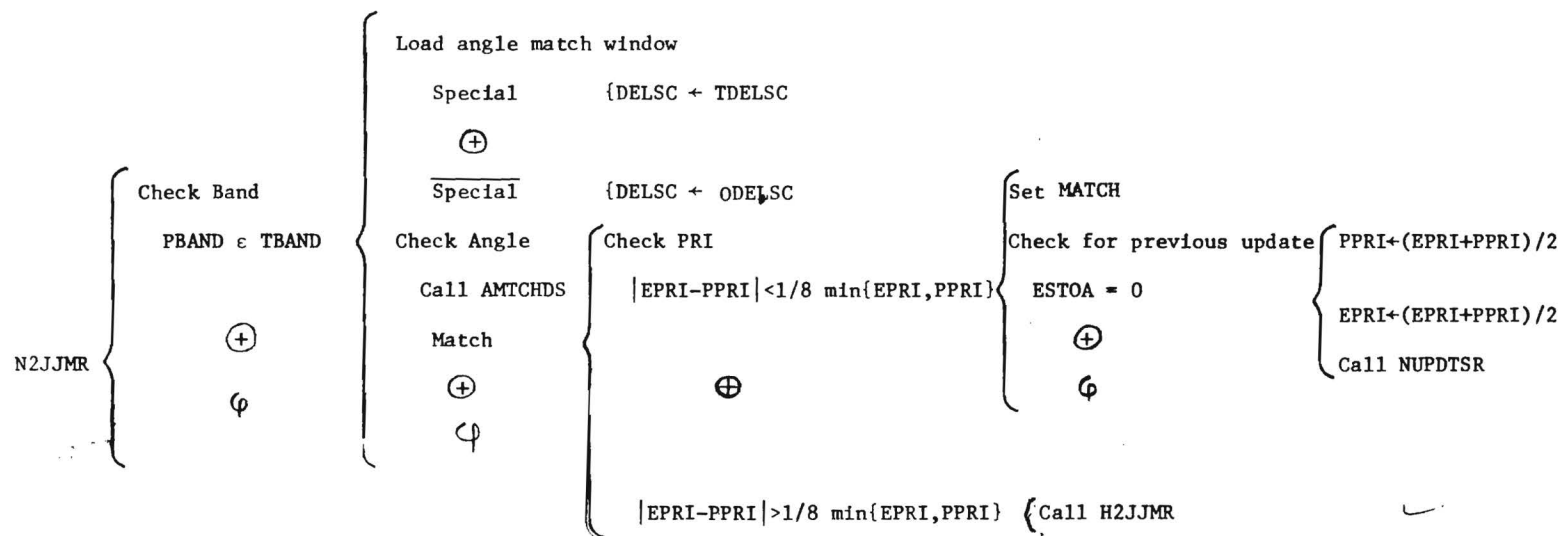 Load angle match window
Special {DELSC ← TDELSC
⊕
Check Band Special {DELSC ← ODELSC Set MATCH
PBAND ε TBAND Check Angle Check PRI Check for previous update PPRI←(EPRI+PPRI)/2
Call AMTCHDS |EPRI-PPRI|<1/8 min{EPRI,PPRI} ESTOA = 0
EPRI←(EPRI+PPRI)/2
⊕ Match ⊕
N2JJMR Call NUPDTSR
φ ⊕ ⊕ φ
φ
|EPRI-PPRI|>1/8 min{EPRI,PPRI} {Call H2JJMR